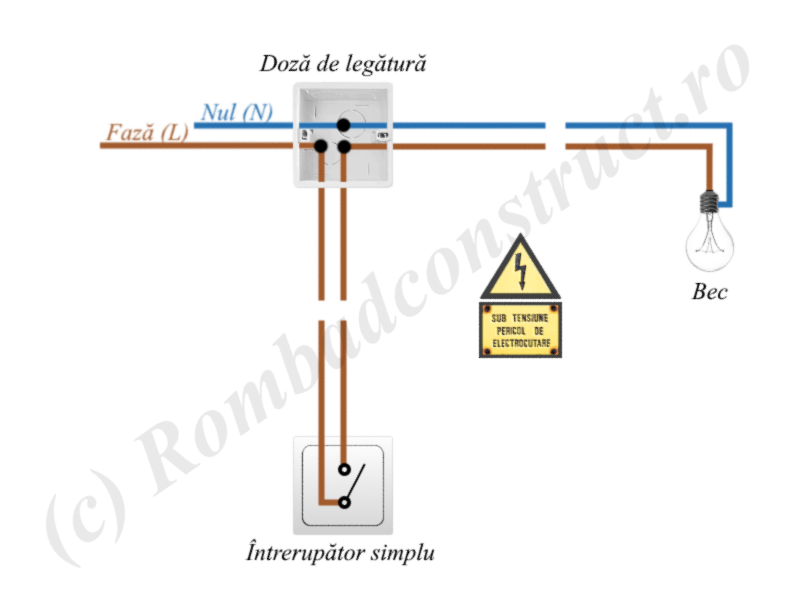 Doză de legătură
Nul (N)
Fază (L)
(c) Rombadconstruct.ro
Bec
SUB TENSIUNE
PERICOL DE
ELECTROCUTARE
Întrerupător simplu